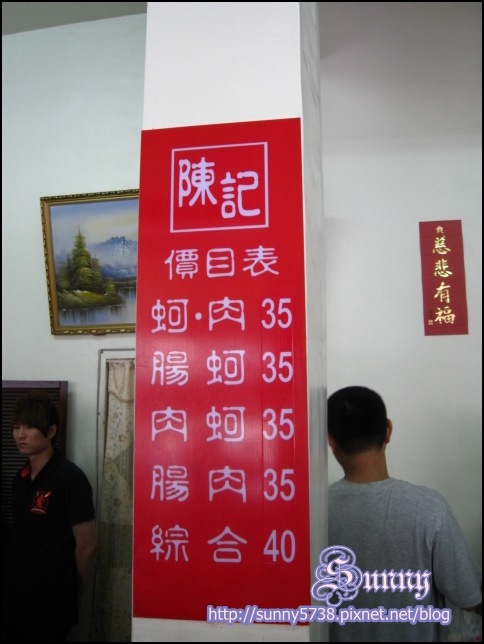 陳記
價目表
蚵·肉 35
腸 蚵 35
肉 蚵 35
腸 肉 35
綜 合 40
慈悲有福
Sunny
http://sunny5738.pixnet.net/blog